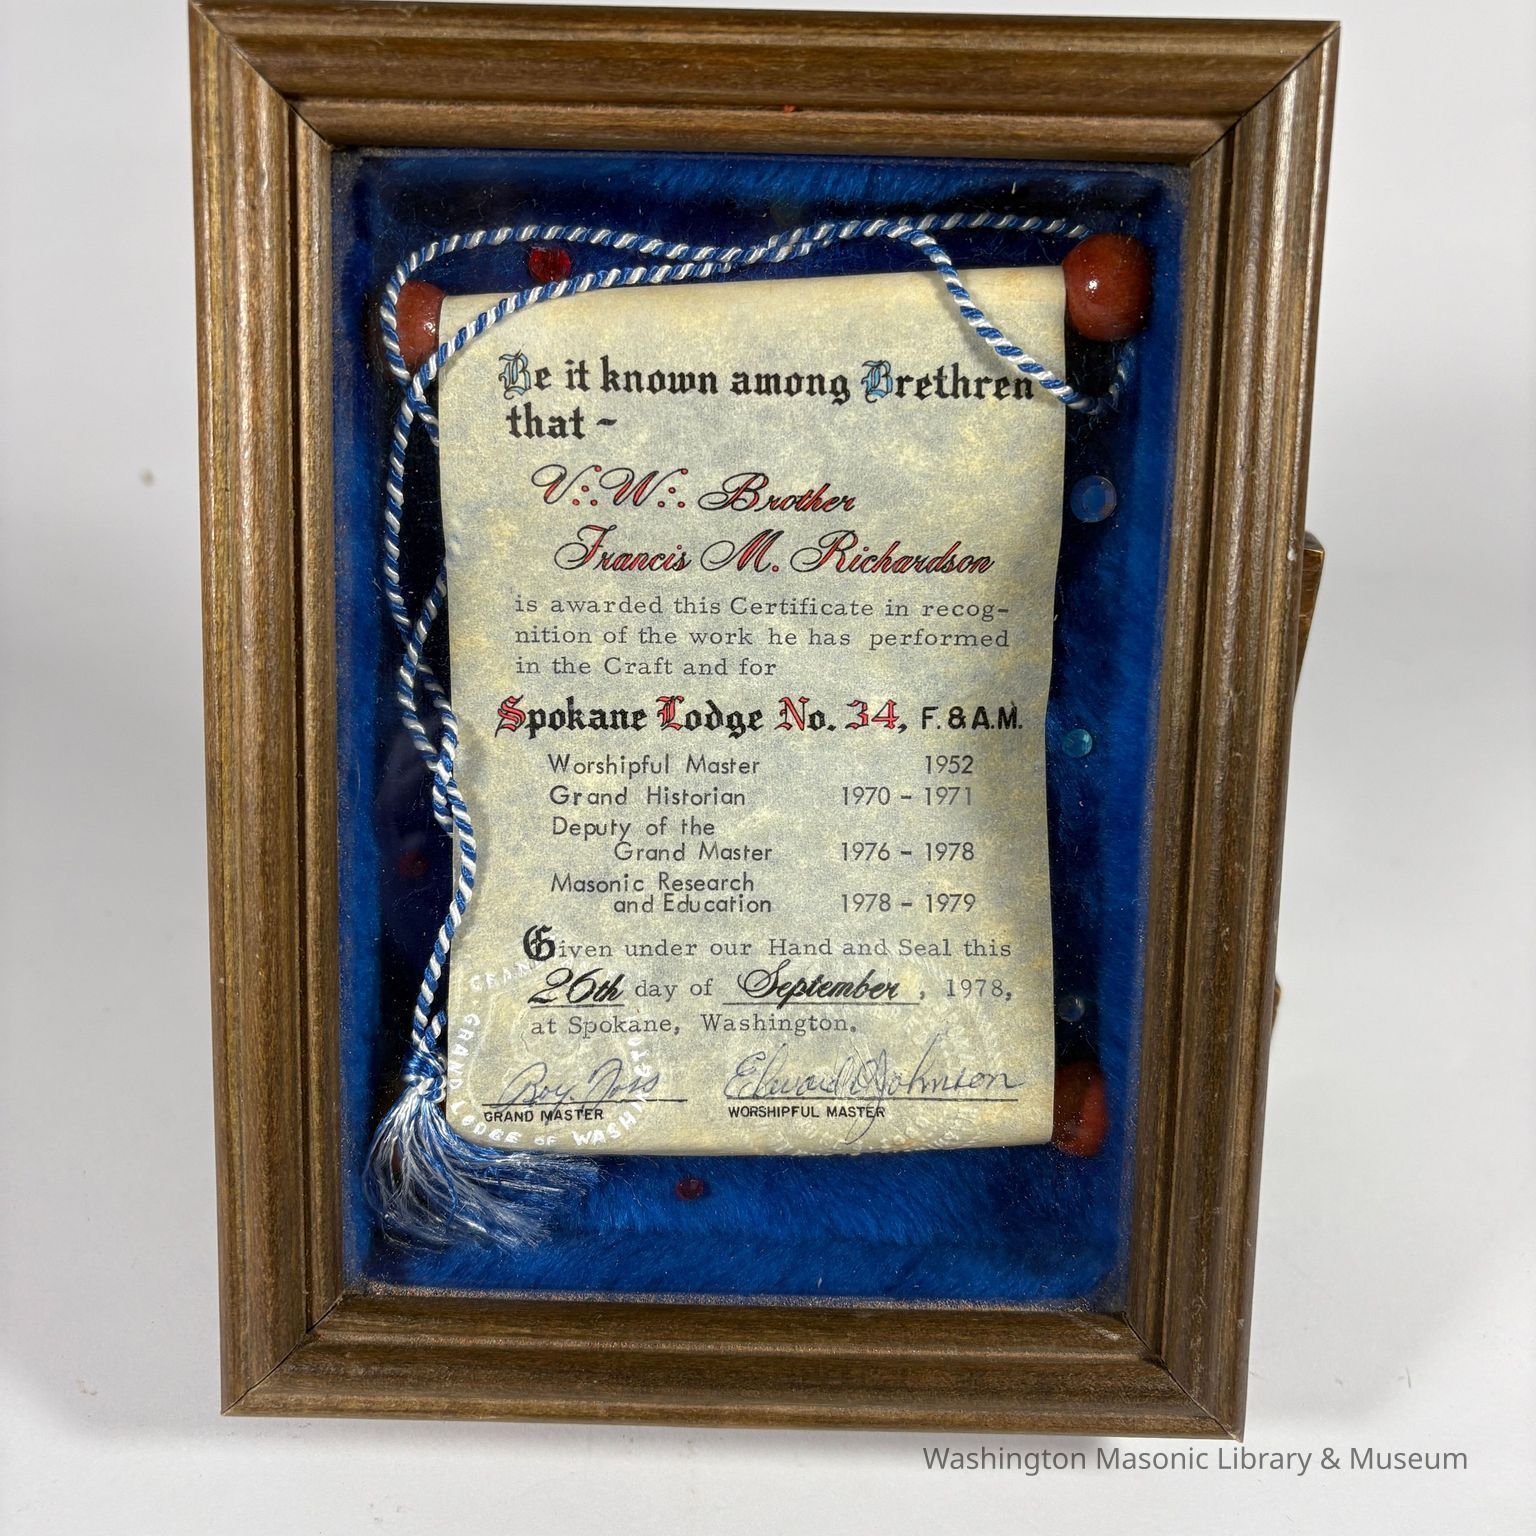 Be it known among Brethren
that -
V∴W∴ Brother
Francis M. Richardson
is awarded this Certificate in recog-
nition of the work he has performed
in the Craft and for
Spokane Lodge No. 34, F. & A.M.
Worshipful Master 1952
Grand Historian 1970 - 1971
Deputy of the
Grand Master 1976 - 1978
Masonic Research
and Education 1978 - 1979
Given under our Hand and Seal this
26th day of September, 1978,
at Spokane, Washington.
Roy Edward J Johnson
GRAND MASTER WORSHIPFUL MASTER
GRAND LODGE OF WASHINGTON
Washington Masonic Library & Museum